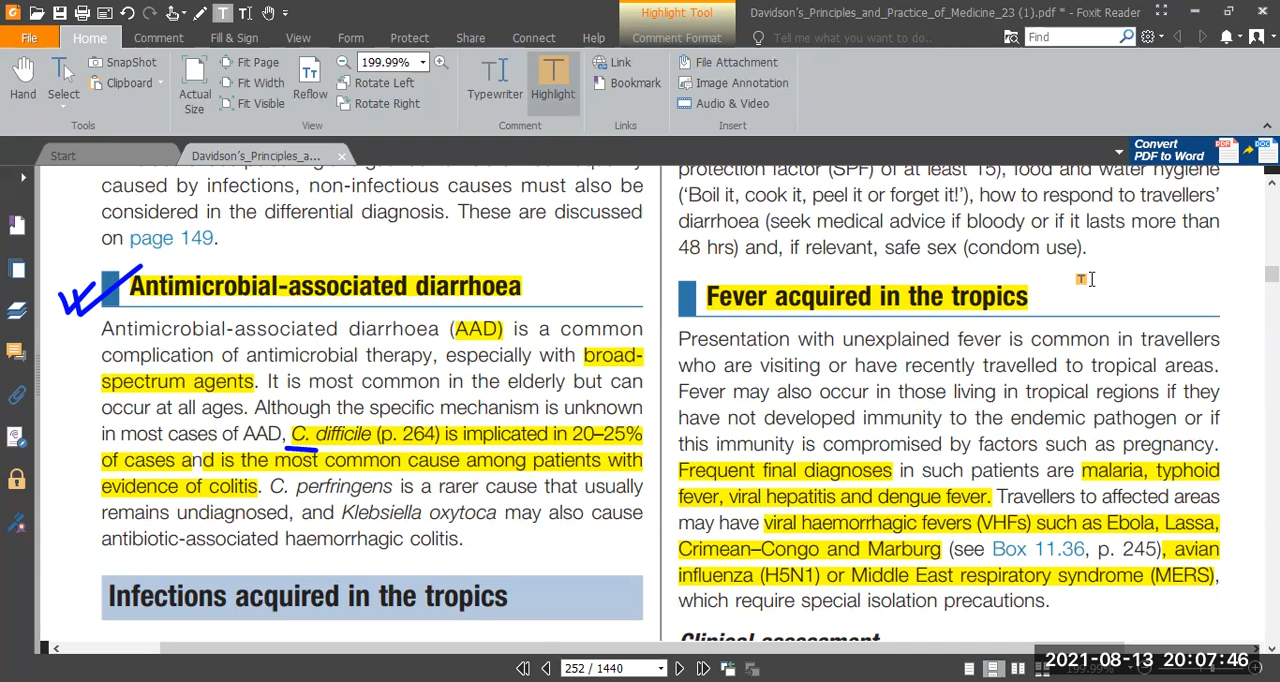 Highlight Tool
Davidson's_Principles_and_Practice_of_Medicine_23 (1).pdf * - Foxit Reader
File
Home
Comment
Fill & Sign
View
Form
Protect
Share
Connect
Help
Comment Format
Tell me what you want to do..
Find
Hand
Select
SnapShot
Clipboard
Tools
Actual
Size
Fit Page
Fit Width
Fit Visible
Reflow
199.99%
Rotate Left
Rotate Right
View
Typewriter
Highlight
Comment
Link
Bookmark
Links
File Attachment
Image Annotation
Audio & Video
Insert
Start
Davidson's_Principles_a...
Convert
PDF to Word
caused by infections, non-infectious causes must also be
considered in the differential diagnosis. These are discussed
on page 149.
Antimicrobial-associated diarrhoea
Antimicrobial-associated diarrhoea (AAD) is a common
complication of antimicrobial therapy, especially with broad-
spectrum agents. It is most common in the elderly but can
occur at all ages. Although the specific mechanism is unknown
in most cases of AAD, C. difficile (p. 264) is implicated in 20–25%
of cases and is the most common cause among patients with
evidence of colitis. C. perfringens is a rarer cause that usually
remains undiagnosed, and Klebsiella oxytoca may also cause
antibiotic-associated haemorrhagic colitis.
Infections acquired in the tropics
protection factor (SPF) of at least 15), food and water hygiene
('Boil it, cook it, peel it or forget it!'), how to respond to travellers'
diarrhoea (seek medical advice if bloody or if it lasts more than
48 hrs) and, if relevant, safe sex (condom use).
Fever acquired in the tropics
Presentation with unexplained fever is common in travellers
who are visiting or have recently travelled to tropical areas.
Fever may also occur in those living in tropical regions if they
have not developed immunity to the endemic pathogen or if
this immunity is compromised by factors such as pregnancy.
Frequent final diagnoses in such patients are malaria, typhoid
fever, viral hepatitis and dengue fever. Travellers to affected areas
may have viral haemorrhagic fevers (VHFs) such as Ebola, Lassa,
Crimean–Congo and Marburg (see Box 11.36, p. 245), avian
influenza (H5N1) or Middle East respiratory syndrome (MERS),
which require special isolation precautions.
Clinical assessment
252 / 1440
2021-08-13 20:07:46